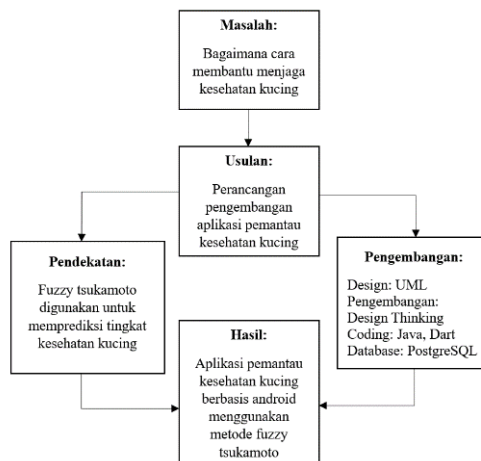 Masalah:
Bagaimana cara
membantu menjaga
kesehatan kucing
Usulan:
Perancangan
pengembangan
aplikasi pemantau
kesehatan kucing
Pendekatan:
Fuzzy tsukamoto
digunakan untuk
memprediksi tingkat
kesehatan kucing
Pengembangan:
Design: UML
Pengembangan:
Design Thinking
Coding: Java, Dart
Database: PostgreSQL
Hasil:
Aplikasi pemantau
kesehatan kucing
berbasis android
menggunakan
metode fuzzy
tsukamoto